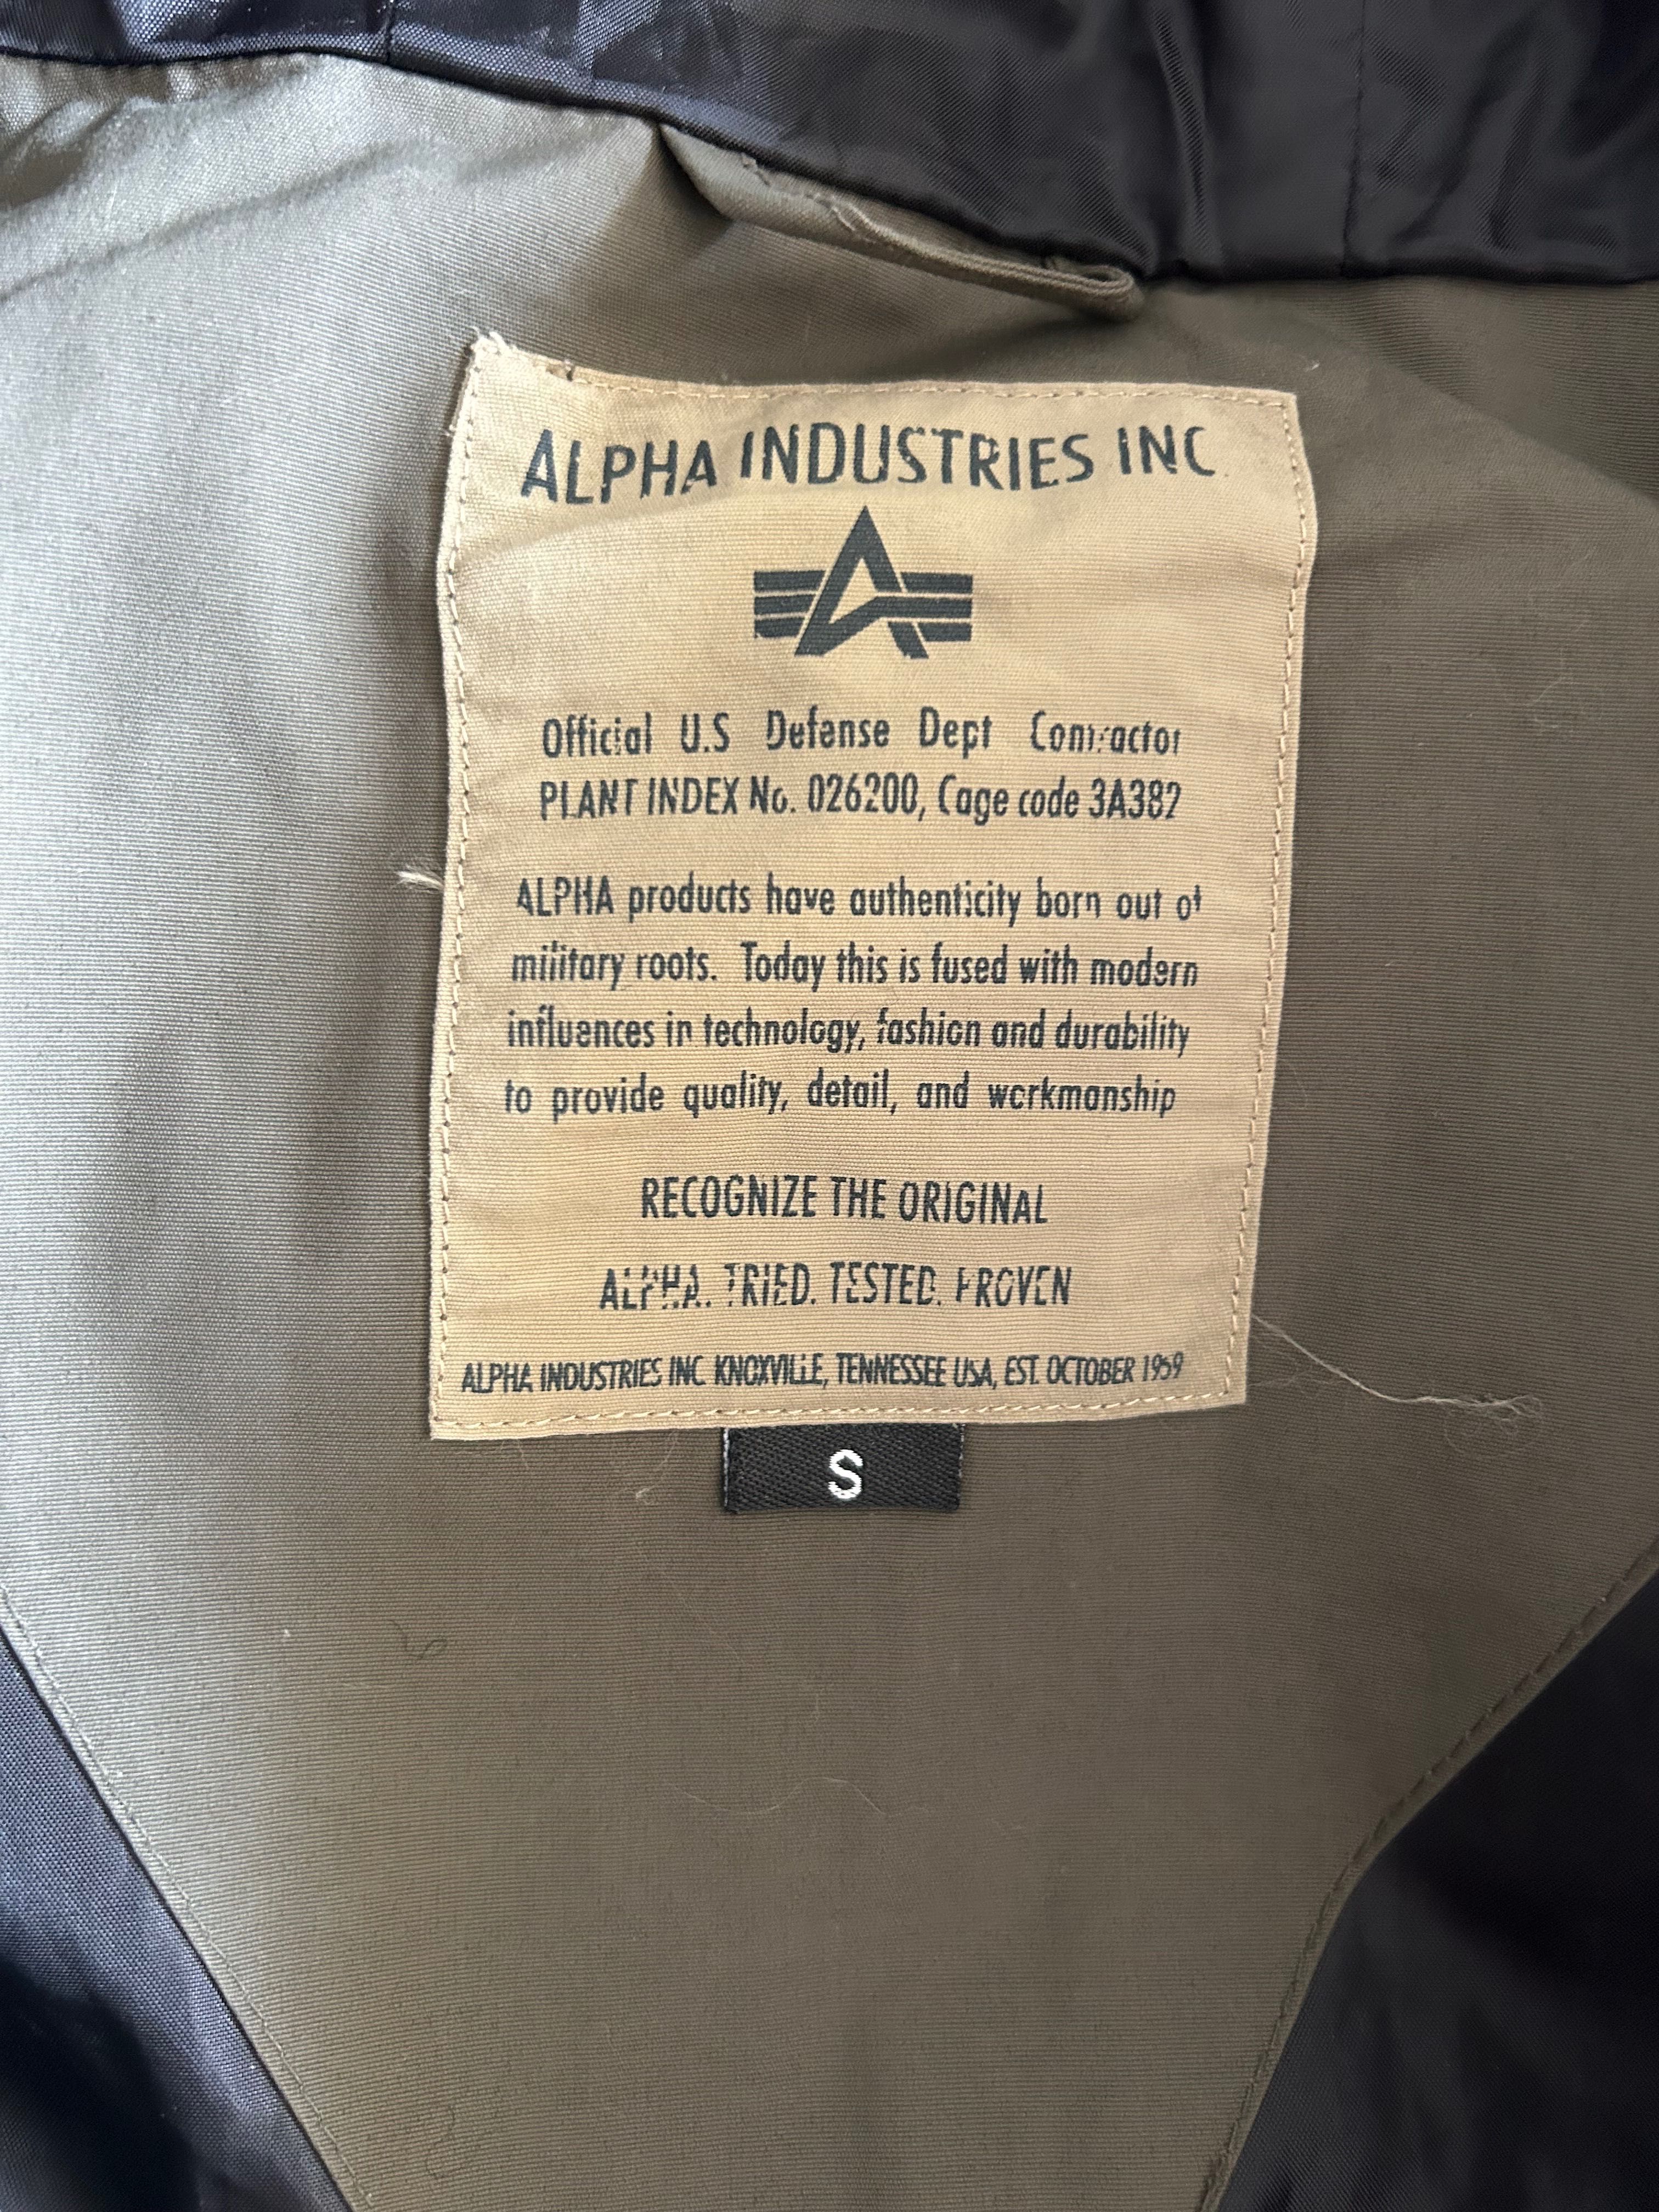 ALPHA INDUSTRIES INC
Official U.S Defense Dept Contractor
PLANT INDEX No. 026200, Cage code 3A382
ALPHA products have authenticity born out of
military roots. Today this is fused with modern
influences in technology, fashion and durability
to provide quality, detail, and workmanship
RECOGNIZE THE ORIGINAL
ALPHA. TRIED. TESTED. PROVEN
ALPHA INDUSTRIES INC. KNOXVILLE, TENNESSEE USA, EST. OCTOBER 1959
S